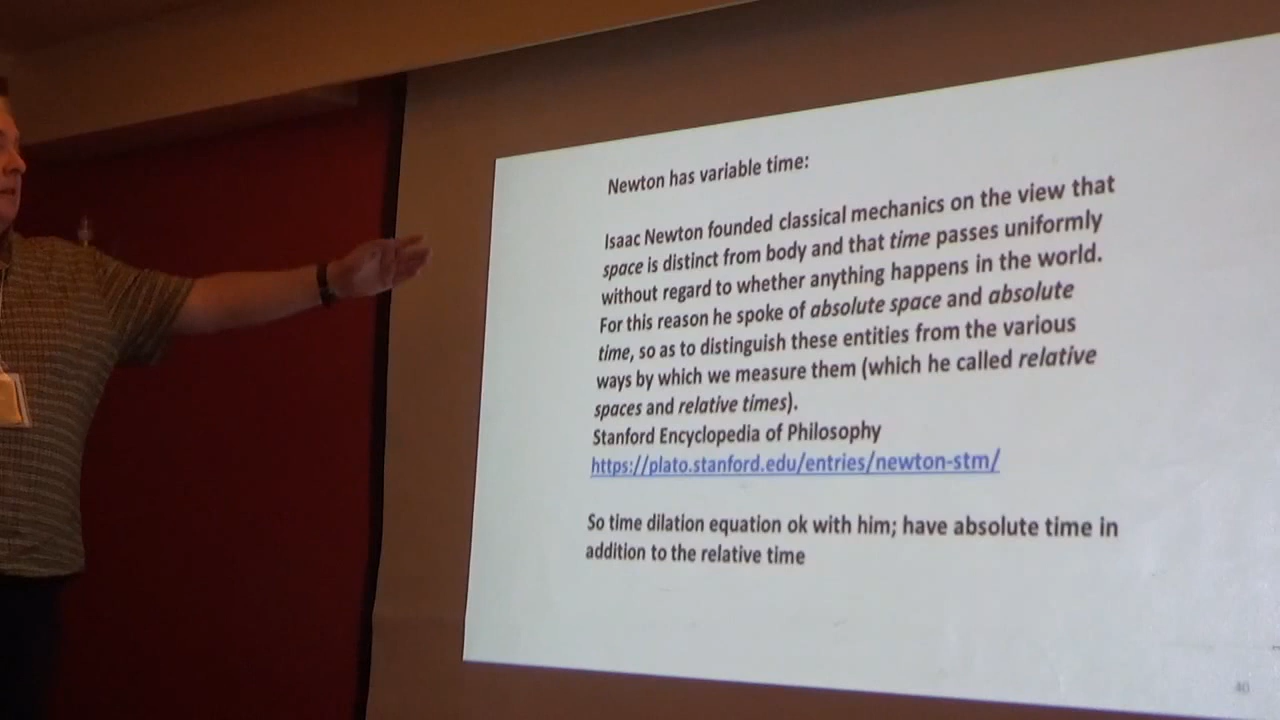 Newton has variable time:
Isaac Newton founded classical mechanics on the view that
space is distinct from body and that time passes uniformly
without regard to whether anything happens in the world.
For this reason he spoke of absolute space and absolute
time, so as to distinguish these entities from the various
ways by which we measure them (which he called relative
spaces and relative times).
Stanford Encyclopedia of Philosophy
https://plato.stanford.edu/entries/newton-stm/
So time dilation equation ok with him; have absolute time in
addition to the relative time
40